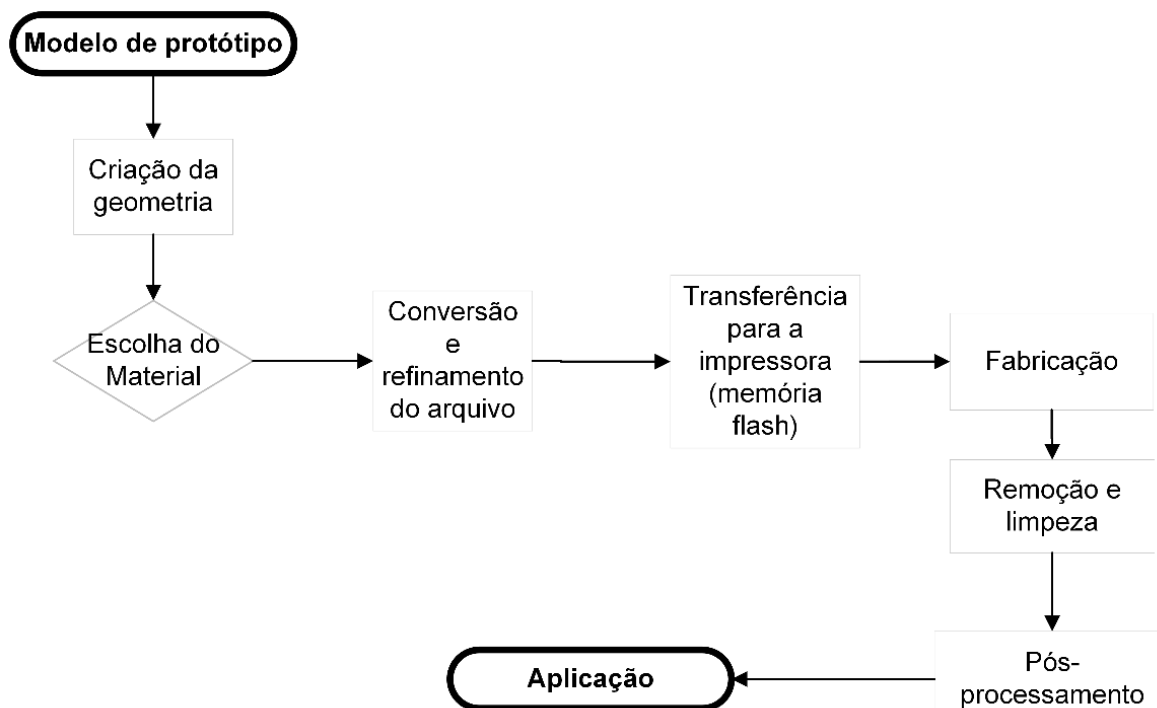 Modelo de protótipo
Criação da
geometria
Escolha do
Material
Conversão
e
refinamento
do arquivo
Transferência
para a
impressora
(memória
flash)
Fabricação
Remoção e
limpeza
Pós-
processamento
Aplicação